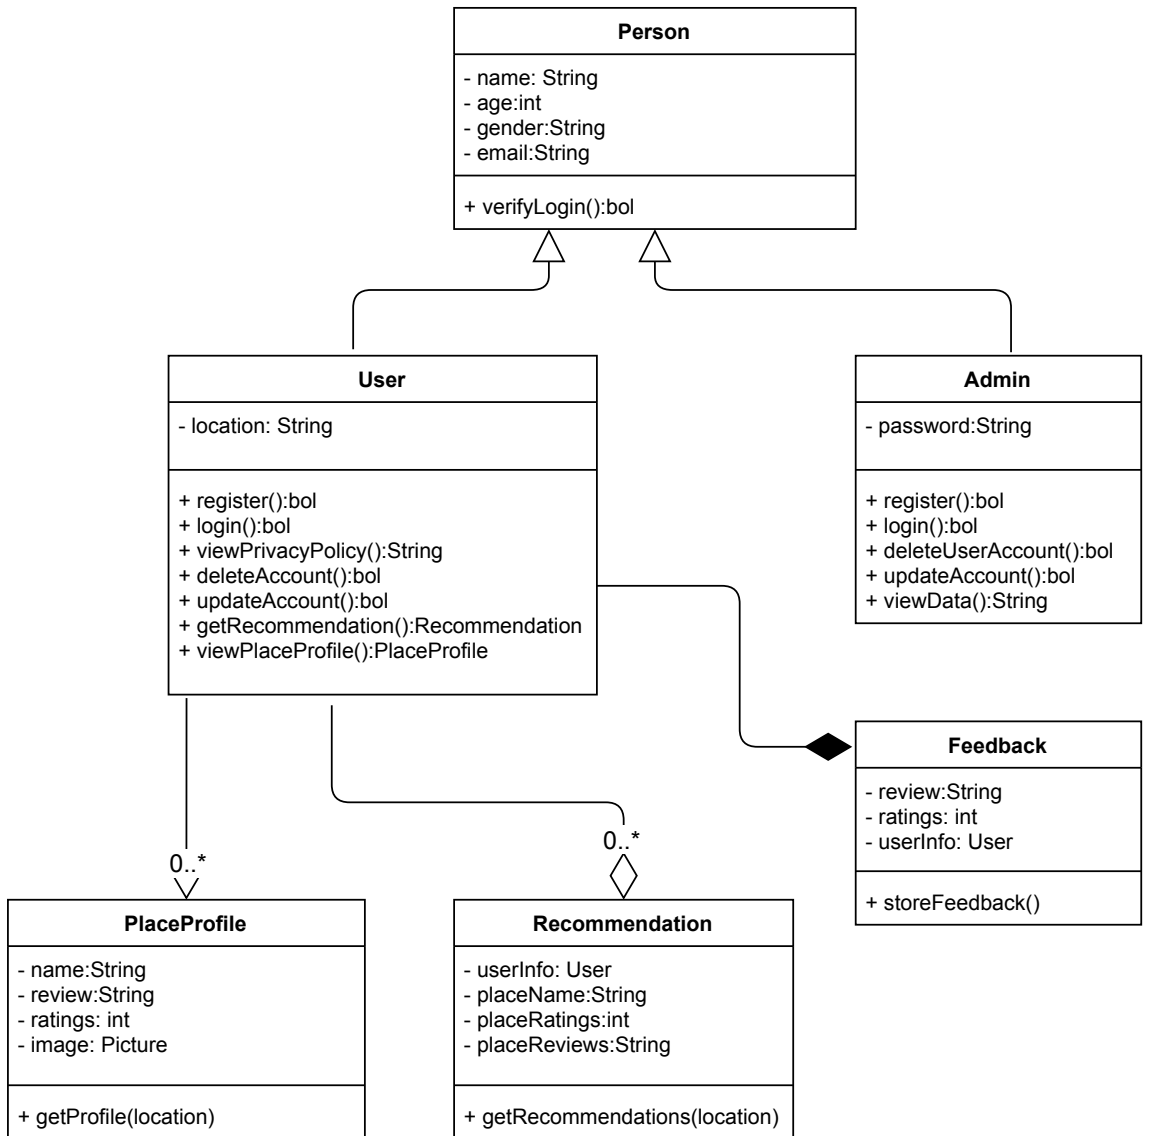 Person
- name: String
- age:int
- gender:String
- email:String
+ verifyLogin():bol
User
- location: String
+ register():bol
+ login():bol
+ viewPrivacyPolicy():String
+ deleteAccount():bol
+ updateAccount():bol
+ getRecommendation():Recommendation
+ viewPlaceProfile():PlaceProfile
Admin
- password:String
+ register():bol
+ login():bol
+ deleteUserAccount():bol
+ updateAccount():bol
+ viewData():String
Feedback
- review:String
- ratings: int
- userInfo: User
+ storeFeedback()
0..*
0..*
PlaceProfile
- name:String
- review:String
- ratings: int
- image: Picture
+ getProfile(location)
Recommendation
- userInfo: User
- placeName:String
- placeRatings:int
- placeReviews:String
+ getRecommendations(location)